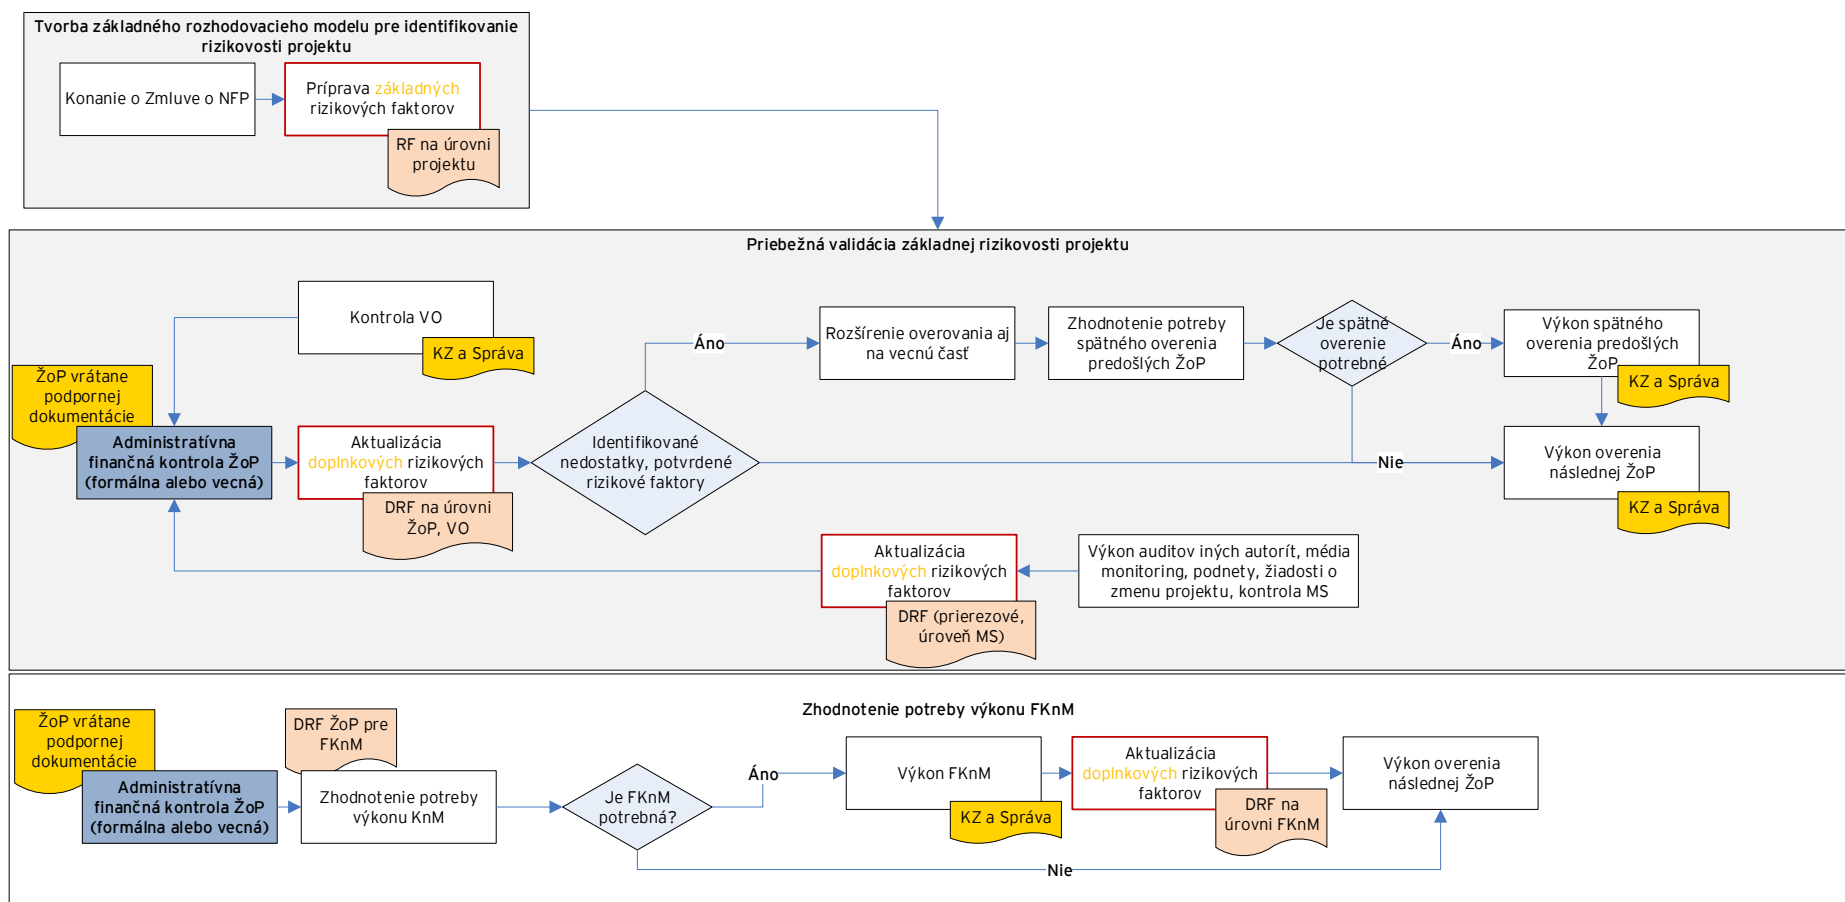 Tvorba základného rozhodovacieho modelu pre identifikovanie
rizikovosti projektu
Konanie o Zmluve o NFP
Príprava základných
rizikových faktorov
RF na úrovni
projektu
Priebežná validácia základnej rizikovosti projektu
Kontrola VO
KZ a Správa
ŽoP vrátane
podpornej
dokumentácie
Administratívna
finančná kontrola ŽoP
(formálna alebo vecná)
Aktualizácia
doplnkových rizikových
faktorov
DRF na úrovni
ŽoP, VO
Identifikované
nedostatky, potvrdené
rizikové faktory
Áno
Rozšírenie overovania aj
na vecnú časť
Zhodnotenie potreby
spätného overenia
predošlých ŽoP
Je spätné
overenie
potrebné
Áno
Výkon spätného
overenia predošlých
ŽoP
KZ a Správa
Nie
Výkon overenia
následnej ŽoP
KZ a Správa
Aktualizácia
doplnkových rizikových
faktorov
DRF (prierezové,
úroveň MS)
Výkon auditov iných autorít, média
monitoring, podnety, žiadosti o
zmenu projektu, kontrola MS
Zhodnotenie potreby výkonu FKnM
ŽoP vrátane
podpornej
dokumentácie
Administratívna
finančná kontrola ŽoP
(formálna alebo vecná)
DRF ŽoP pre
FKnM
Zhodnotenie potreby
výkonu KnM
Je FKnM
potrebná?
Áno
Výkon FKnM
KZ a Správa
Aktualizácia
doplnkových rizikových
faktorov
DRF na
úrovni FKnM
Výkon overenia
následnej ŽoP
Nie